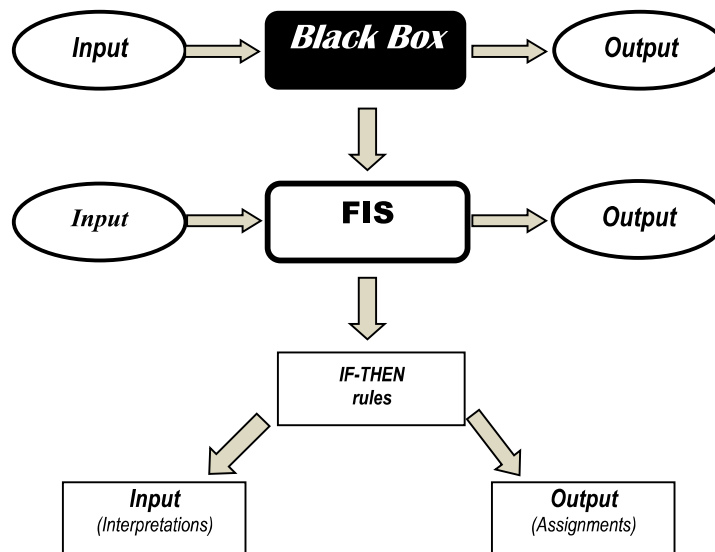 Input
Black Box
Output
Input
FIS
Output
IF-THEN
rules
Input
(Interpretations)
Output
(Assignments)